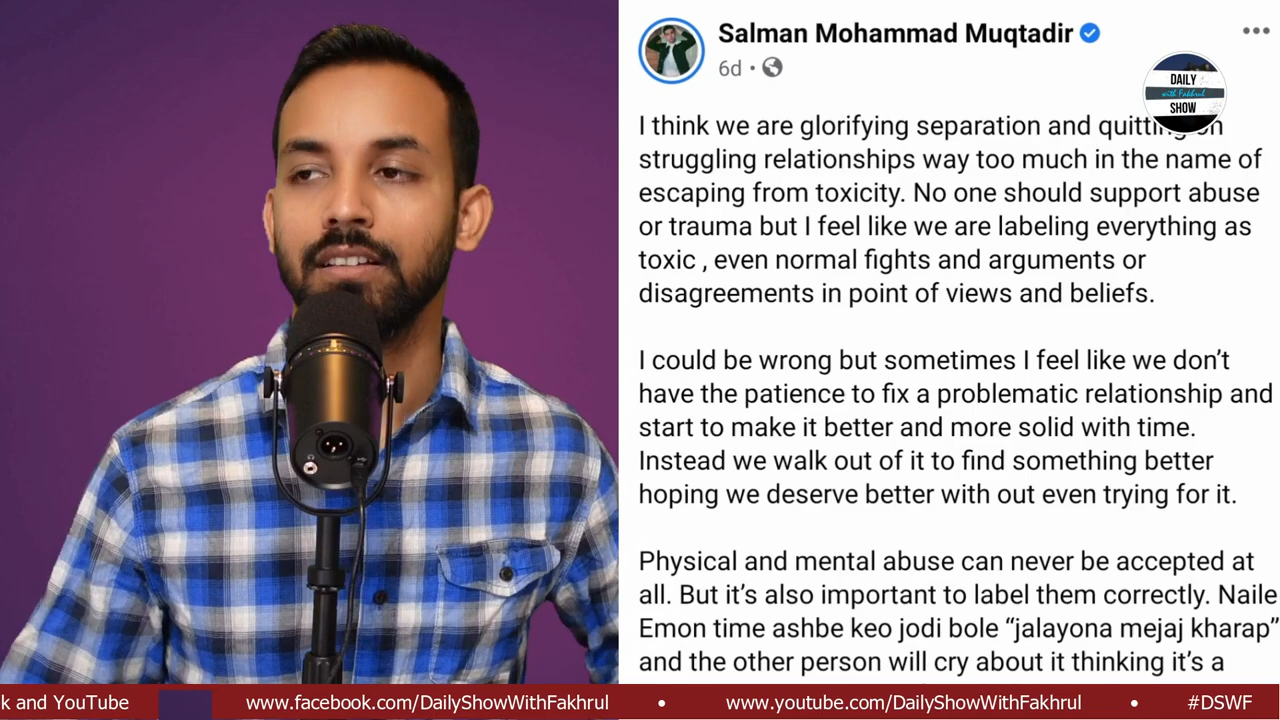 Salman Mohammad Muqtadir
6d
DAILY
with Fakhrul
SHOW
I think we are glorifying separation and quitting on
struggling relationships way too much in the name of
escaping from toxicity. No one should support abuse
or trauma but I feel like we are labeling everything as
toxic , even normal fights and arguments or
disagreements in point of views and beliefs.
I could be wrong but sometimes I feel like we don’t
have the patience to fix a problematic relationship and
start to make it better and more solid with time.
Instead we walk out of it to find something better
hoping we deserve better with out even trying for it.
Physical and mental abuse can never be accepted at
all. But it’s also important to label them correctly. Naile
Emon time ashbe keo jodi bole “jalayona mejaj kharap”
and the other person will cry about it thinking it’s a
k and YouTube www.facebook.com/DailyShowWithFakhrul • www.youtube.com/DailyShowWithFakhrul • #DSWF